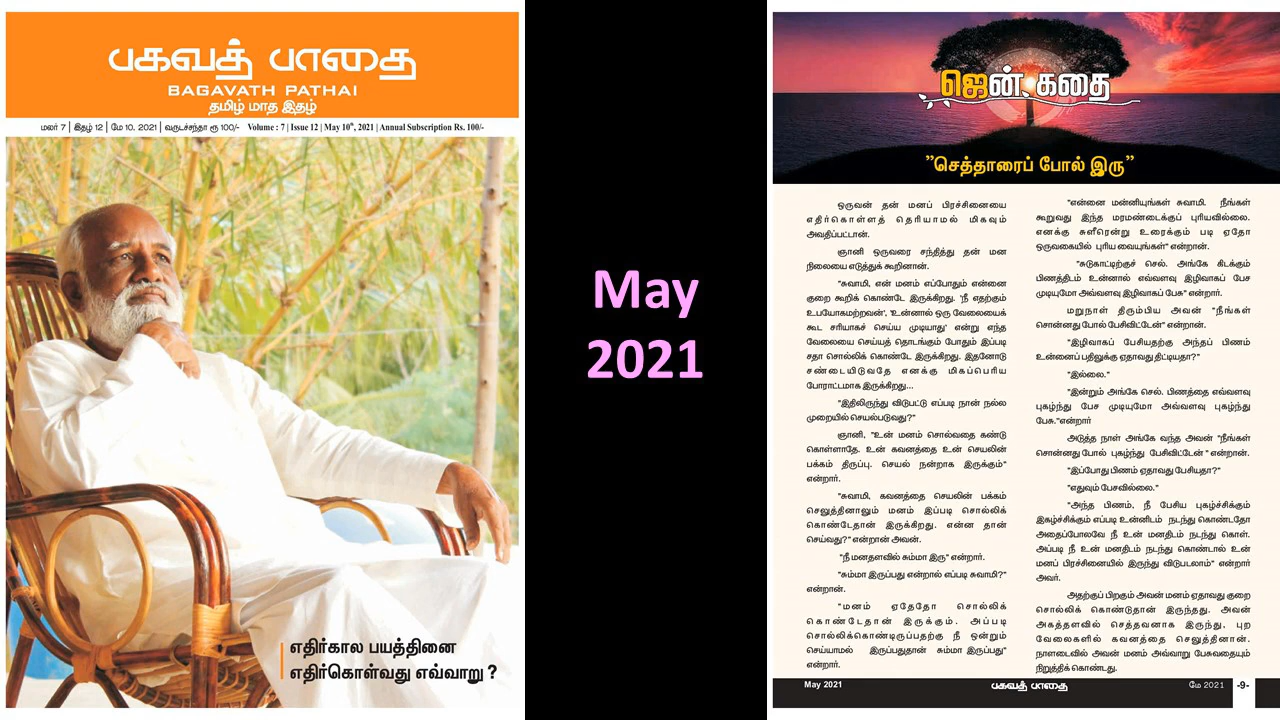 பகவத் பாதை
BAGAVATH PATHAI
தமிழ் மாத இதழ்
மலர் 7 | இதழ் 12 | மே 10, 2021 | வருடச்சந்தா ரூ 100/- Volume : 7 | Issue 12 | May 10th, 2021 | Annual Subscription Rs. 100/-
எதிர்கால பயத்தினை
எதிர்கொள்வது எவ்வாறு ?
May
2021
ஜென் கதை
"செத்தாரைப் போல் இரு"
ஒருவன் தன் மனப் பிரச்சினையை
எதிர்கொள்ளத் தெரியாமல் மிகவும்
அவதிப்பட்டான்.
ஞானி ஒருவரை சந்தித்து தன் மன
நிலையை எடுத்துக் கூறினான்.
"சுவாமி, என் மனம் எப்போதும் என்னை
குறை கூறிக் கொண்டே இருக்கிறது. 'நீ எதற்கும்
உபயோகமற்றவன்', 'உன்னால் ஒரு வேலையைக்
கூட சரியாகச் செய்ய முடியாது' என்று எந்த
வேலையை செய்யத் தொடங்கும் போதும் இப்படி
சதா சொல்லிக் கொண்டே இருக்கிறது. இதனோடு
சண்டையிடுவதே எனக்கு மிகப்பெரிய
போராட்டமாக இருக்கிறது...
"இதிலிருந்து விடுபட்டு எப்படி நான் நல்ல
முறையில் செயல்படுவது?"
ஞானி, "உன் மனம் சொல்வதை கண்டு
கொள்ளாதே. உன் கவனத்தை உன் செயலின்
பக்கம் திருப்பு. செயல் நன்றாக இருக்கும்"
என்றார்.
"சுவாமி, கவனத்தை செயலின் பக்கம்
செலுத்தினாலும் மனம் இப்படி சொல்லிக்
கொண்டேதான் இருக்கிறது. என்ன தான்
செய்வது?" என்றான் அவன்.
"நீ மனதளவில் சும்மா இரு" என்றார்.
"சும்மா இருப்பது என்றால் எப்படி சுவாமி?"
என்றான்.
"மனம் ஏதேதோ சொல்லிக்
கொண்டேதான் இருக்கும். அப்படி
சொல்லிக்கொண்டிருப்பதற்கு நீ ஒன்றும்
செய்யாமல் இருப்பதுதான் சும்மா இருப்பது"
என்றார்.
"என்னை மன்னியுங்கள் சுவாமி. நீங்கள்
கூறுவது இந்த மரமண்டைக்குப் புரியவில்லை.
எனக்கு சுளீரென்று உரைக்கும் படி ஏதோ
ஒருவகையில் புரிய வையுங்கள்" என்றான்.
"சுடுகாட்டிற்குச் செல். அங்கே கிடக்கும்
பிணத்திடம் உன்னால் எவ்வளவு இழிவாகப் பேச
முடியுமோ அவ்வளவு இழிவாகப் பேசு" என்றார்.
மறுநாள் திரும்பிய அவன் "நீங்கள்
சொன்னது போல் பேசிவிட்டேன்" என்றான்.
"இழிவாகப் பேசியதற்கு அந்தப் பிணம்
உன்னைப் பதிலுக்கு ஏதாவது திட்டியதா?"
"இல்லை."
"இன்றும் அங்கே செல். பிணத்தை எவ்வளவு
புகழ்ந்து பேச முடியுமோ அவ்வளவு புகழ்ந்து
பேசு."என்றார்
அடுத்த நாள் அங்கே வந்த அவன் "நீங்கள்
சொன்னது போல் புகழ்ந்து பேசிவிட்டேன் " என்றான்.
"இப்போது பிணம் ஏதாவது பேசியதா?"
"எதுவும் பேசவில்லை."
"அந்த பிணம், நீ பேசிய புகழ்ச்சிக்கும்
இகழ்ச்சிக்கும் எப்படி உன்னிடம் நடந்து கொண்டதோ
அதைப்போலவே நீ உன் மனதிடம் நடந்து கொள்.
அப்படி நீ உன் மனதிடம் நடந்து கொண்டால் உன்
மனப் பிரச்சினையில் இருந்து விடுபடலாம்" என்றார்
அவர்.
அதற்குப் பிறகும் அவன் மனம் ஏதாவது குறை
சொல்லிக் கொண்டுதான் இருந்தது. அவன்
அகத்தளவில் செத்தவனாக இருந்து, புற
வேலைகளில் கவனத்தை செலுத்தினான்.
நாளடைவில் அவன் மனம் அவ்வாறு பேசுவதையும்
நிறுத்திக் கொண்டது.
May 2021 பகவத் பாதை மே 2021 -9-